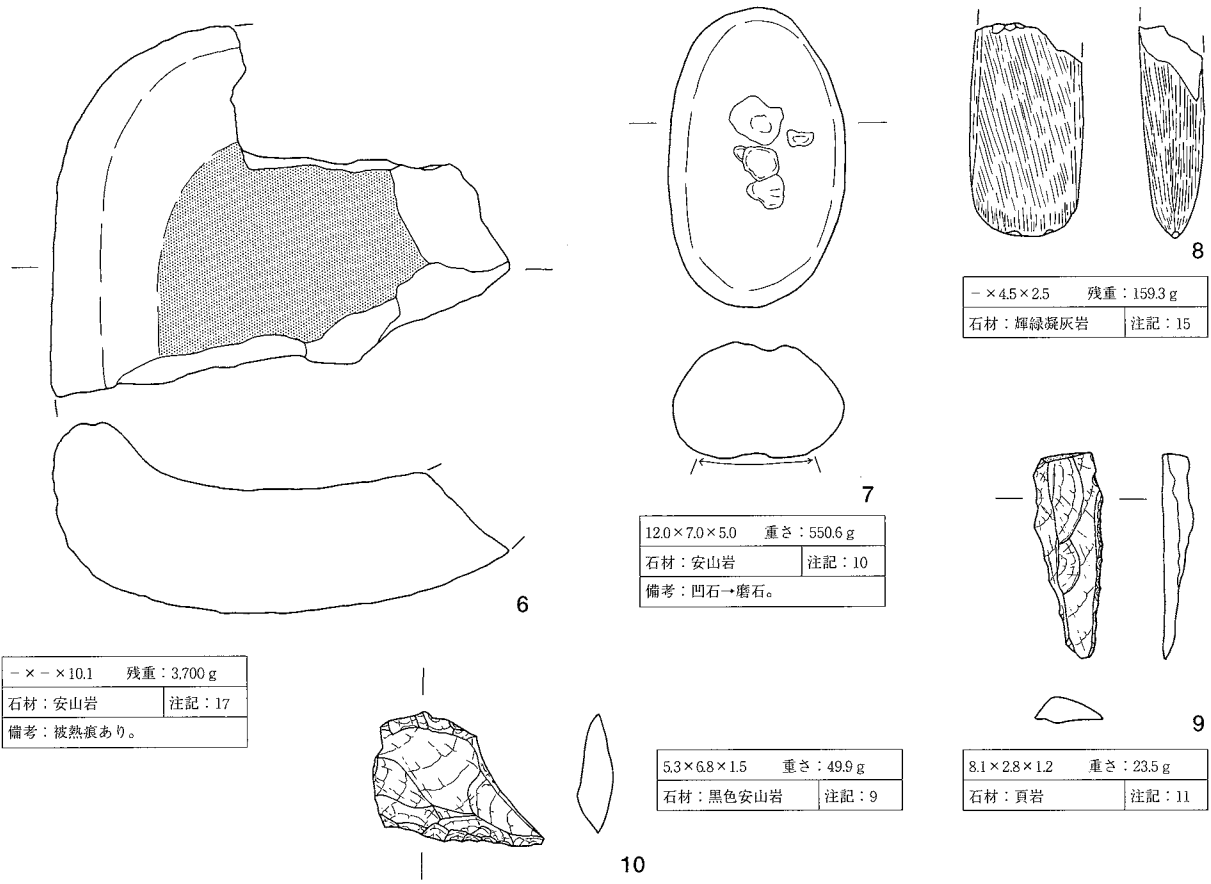 6
－×－×10.1 残重：3,700 g
石材：安山岩 注記：17
備考：被熱痕あり。
7
12.0×7.0×5.0 重さ：550.6 g
石材：安山岩 注記：10
備考：凹石→磨石。
8
－×4.5×2.5 残重：159.3 g
石材：輝緑凝灰岩 注記：15
9
8.1×2.8×1.2 重さ：23.5 g
石材：頁岩 注記：11
10
5.3×6.8×1.5 重さ：49.9 g
石材：黒色安山岩 注記：9